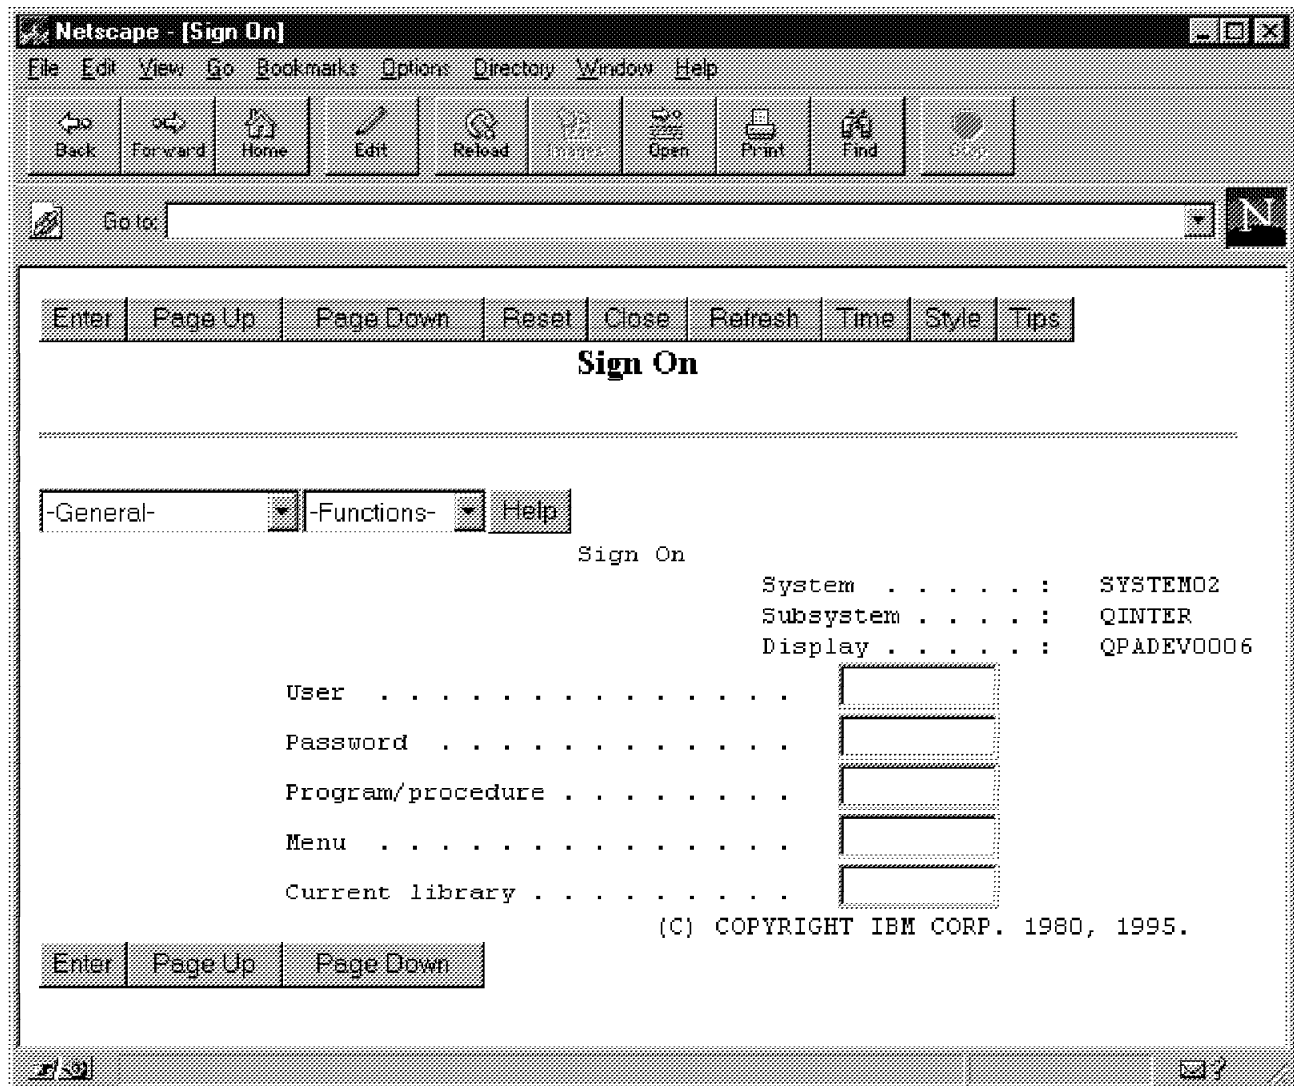 Netscape - [Sign On]
File Edit View Go Bookmarks Options Directory Window Help
Back Forward Home Edit Reload Images Open Print Find Stop
Go to:
N
Enter Page Up Page Down Reset Close Refresh Time Style Tips
Sign On
-General- -Functions- Help
Sign On
System . . . . . : SYSTEM02
Subsystem . . . . : QINTER
Display . . . . . : QPADEV0006
User . . . . . . . . . . . . . .
Password . . . . . . . . . . . .
Program/procedure . . . . . . . .
Menu . . . . . . . . . . . . . .
Current library . . . . . . . . .
(C) COPYRIGHT IBM CORP. 1980, 1995.
Enter Page Up Page Down